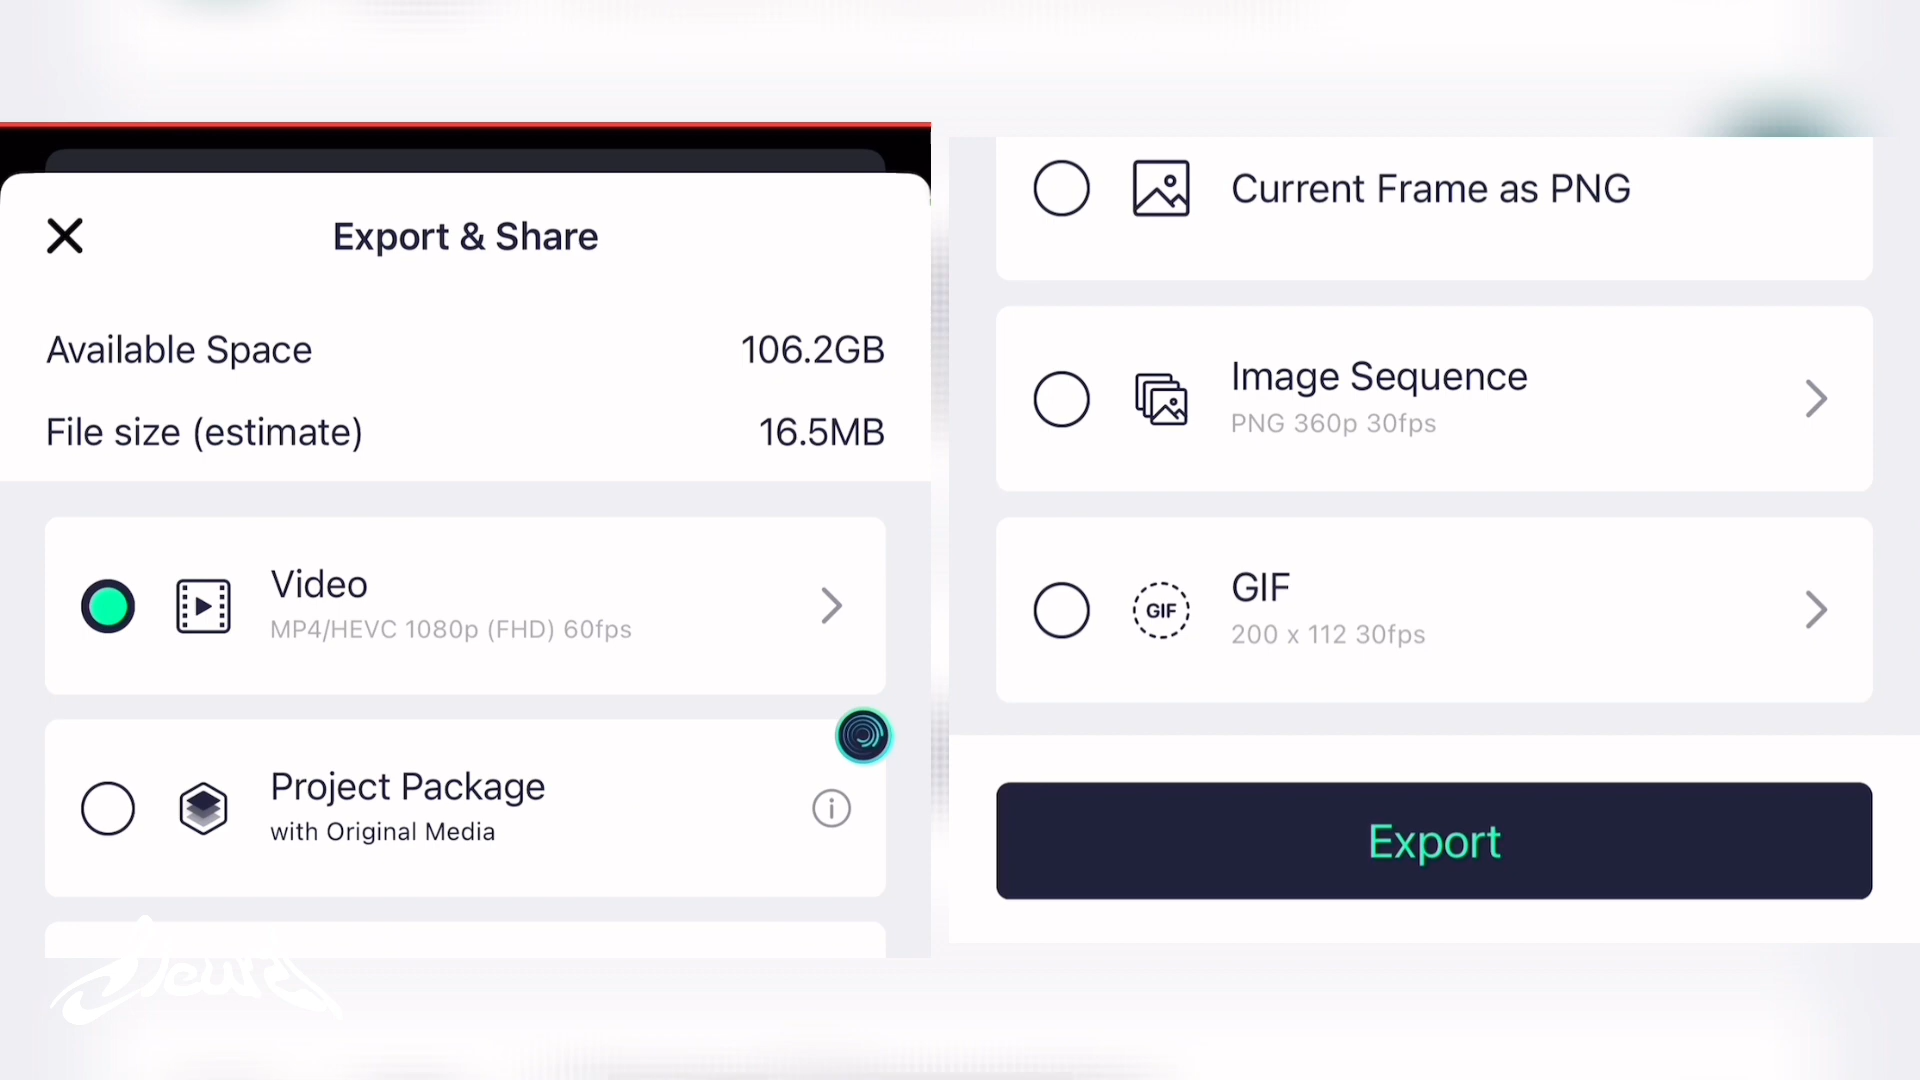 Export & Share
Available Space 106.2GB
File size (estimate) 16.5MB
Video
MP4/HEVC 1080p (FHD) 60fps
Project Package
with Original Media
Current Frame as PNG
Image Sequence
PNG 360p 30fps
GIF
GIF
200 x 112 30fps
Export